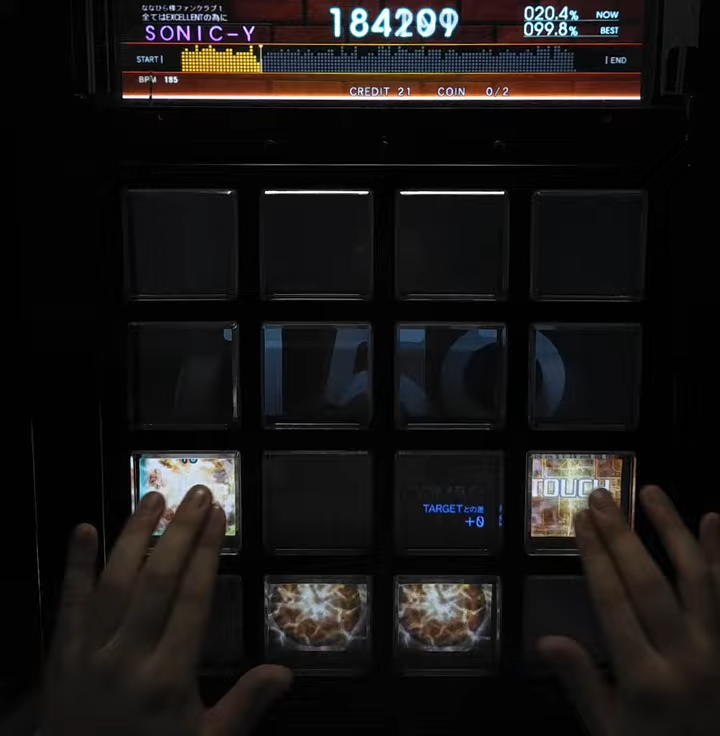 ななひら様ファンクラブ1
全てはEXCELLENTの為に
SONIC-Y
184209
020.4% NOW
099.8% BEST
START |
| END
BPM 185
CREDIT 21 COIN 0/2
TOUCH
TARGETとの差
+0